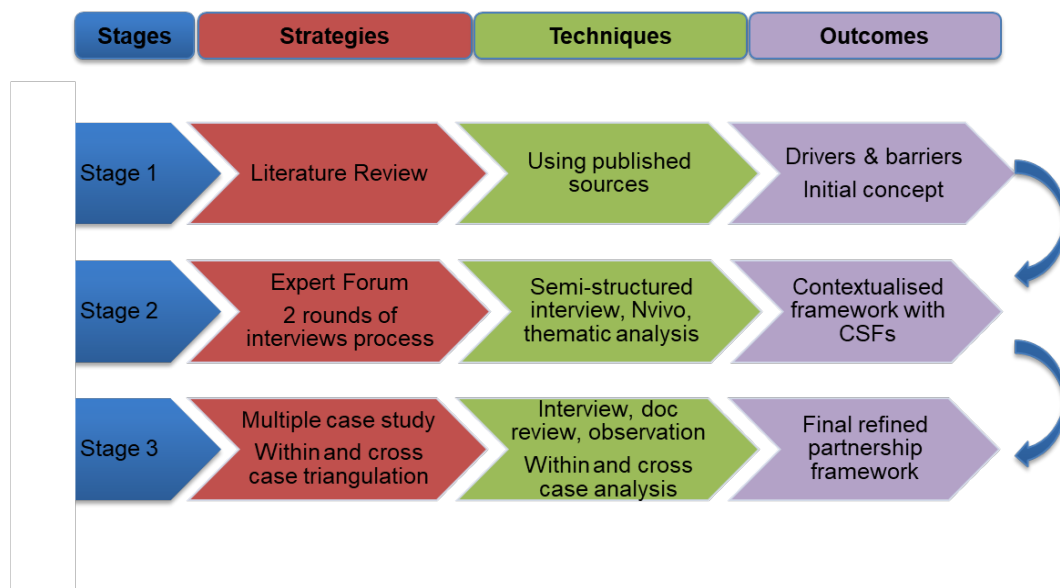 Stages
Strategies
Techniques
Outcomes
Stage 1
Literature Review
Using published
sources
Drivers & barriers
Initial concept
Stage 2
Expert Forum
2 rounds of
interviews process
Semi-structured
interview, Nvivo,
thematic analysis
Contextualised
framework with
CSFs
Stage 3
Multiple case study
Within and cross
case triangulation
Interview, doc
review, observation
Within and cross
case analysis
Final refined
partnership
framework